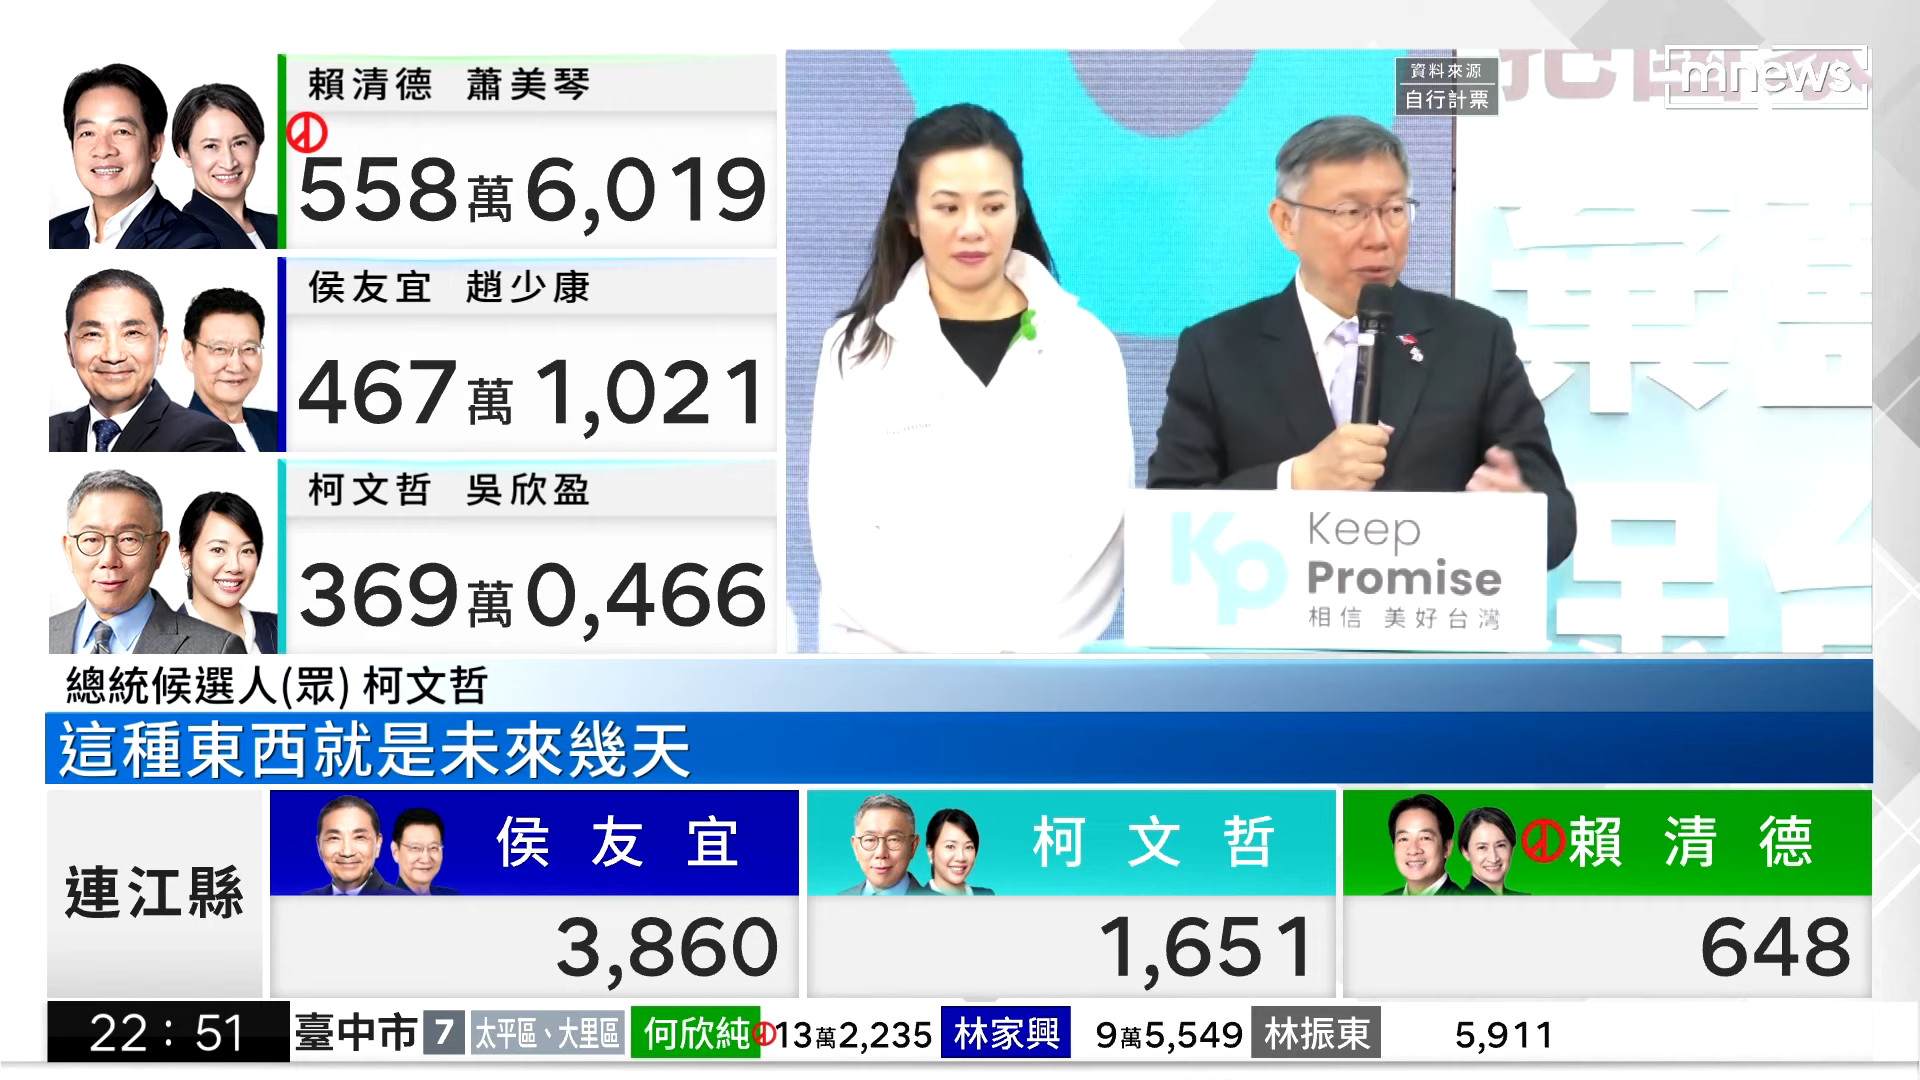 賴清德 蕭美琴
558萬6,019
侯友宜 趙少康
467萬1,021
柯文哲 吳欣盈
369萬0,466
資料來源
自行計票
mnews
Keep
Promise
相信 美好台灣
KP
總統候選人(眾) 柯文哲
這種東西就是未來幾天
連江縣
侯友宜
3,860
柯文哲
1,651
賴清德
648
22:51 臺中市 7 太平區、大里區 何欣純 13萬2,235 林家興 9萬5,549 林振東 5,911